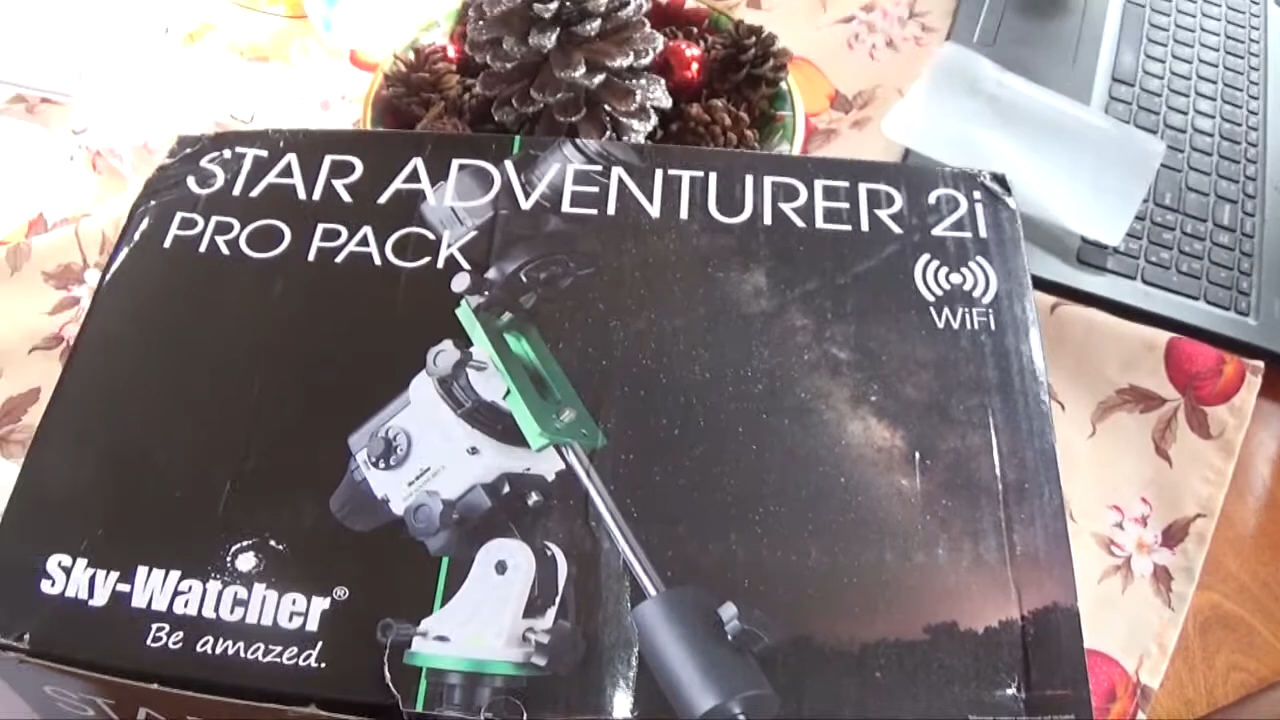 STAR ADVENTURER 2i
PRO PACK
WiFi
Sky-Watcher®
Be amazed.